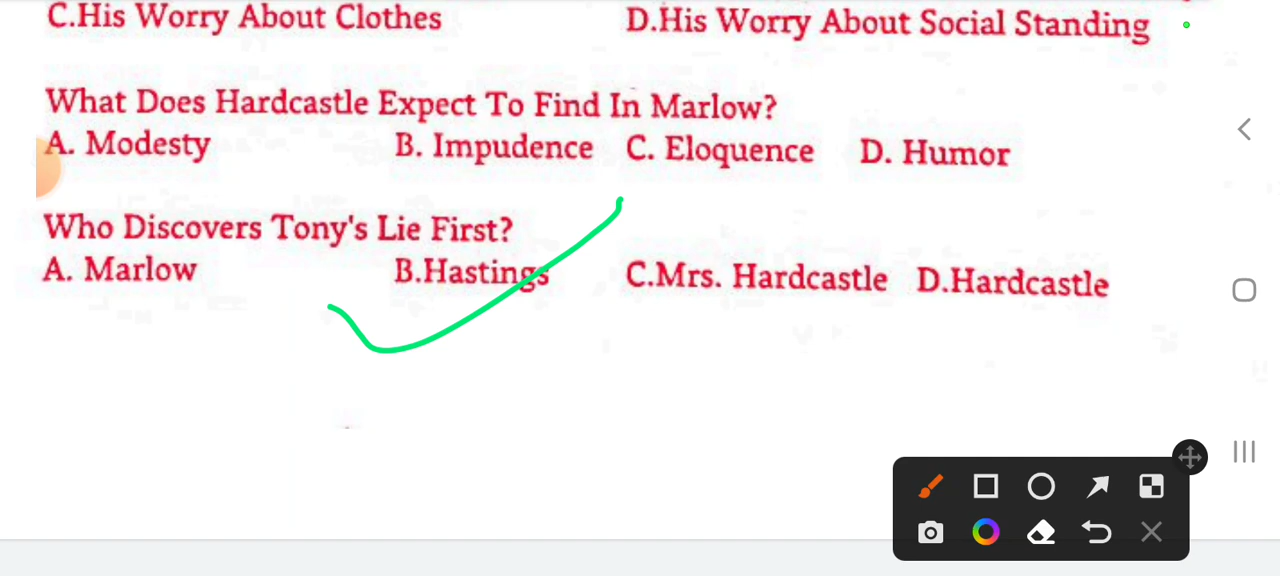 C.His Worry About Clothes D.His Worry About Social Standing
What Does Hardcastle Expect To Find In Marlow?
A. Modesty B. Impudence C. Eloquence D. Humor
Who Discovers Tony's Lie First?
A. Marlow B.Hastings C.Mrs. Hardcastle D.Hardcastle